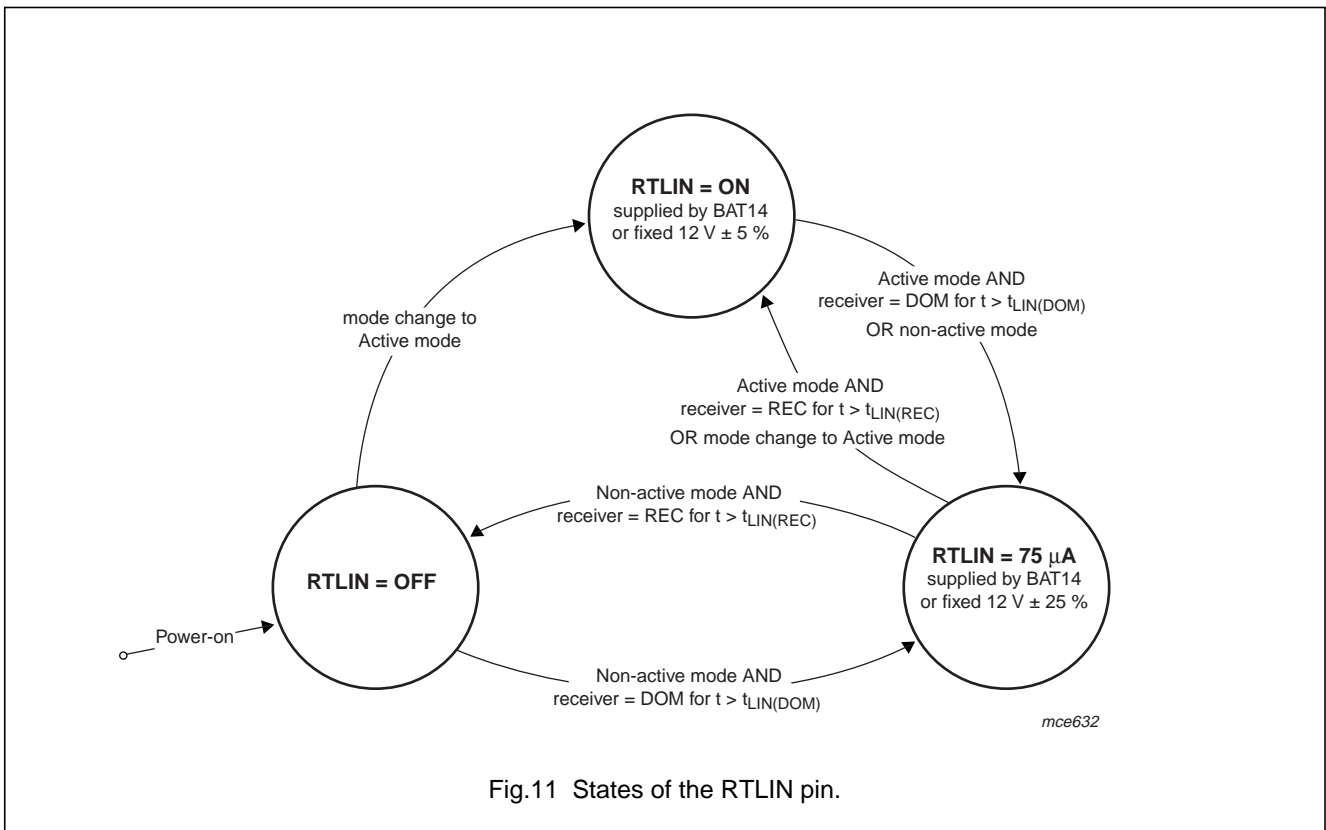 RTLIN = ON
supplied by BAT14
or fixed 12 V ± 5 %
Active mode AND
receiver = DOM for t > tLIN(DOM)
OR non-active mode
mode change to
Active mode
Active mode AND
receiver = REC for t > tLIN(REC)
OR mode change to Active mode
Non-active mode AND
receiver = REC for t > tLIN(REC)
RTLIN = OFF
RTLIN = 75 µA
supplied by BAT14
or fixed 12 V ± 25 %
Power-on
Non-active mode AND
receiver = DOM for t > tLIN(DOM)
mce632
Fig.11 States of the RTLIN pin.